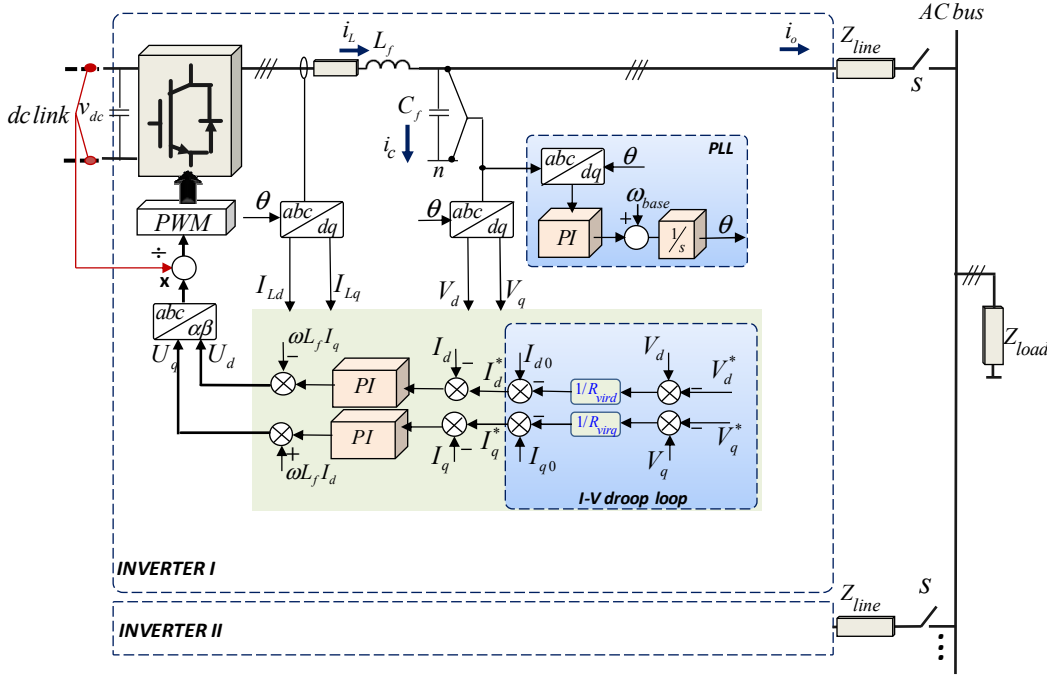 AC bus
i_L
L_f
i_o
Z_line
s
dc link
v_dc
C_f
i_c
n
PLL
abc
dq
θ
ω_base
+
PI
1/s
θ
PWM
θ
abc
dq
θ
abc
dq
÷
x
I_Ld
I_Lq
V_d
V_q
abc
αβ
U_q
U_d
ωL_f I_q
−
PI
I_d
−
I_d^*
I_d0
−
1/R_vird
V_d
−
V_d^*
Z_load
PI
−
1/R_virq
−
+
ωL_f I_d
I_q
−
I_q^*
I_q0
V_q
V_q^*
I-V droop loop
INVERTER I
Z_line
s
INVERTER II